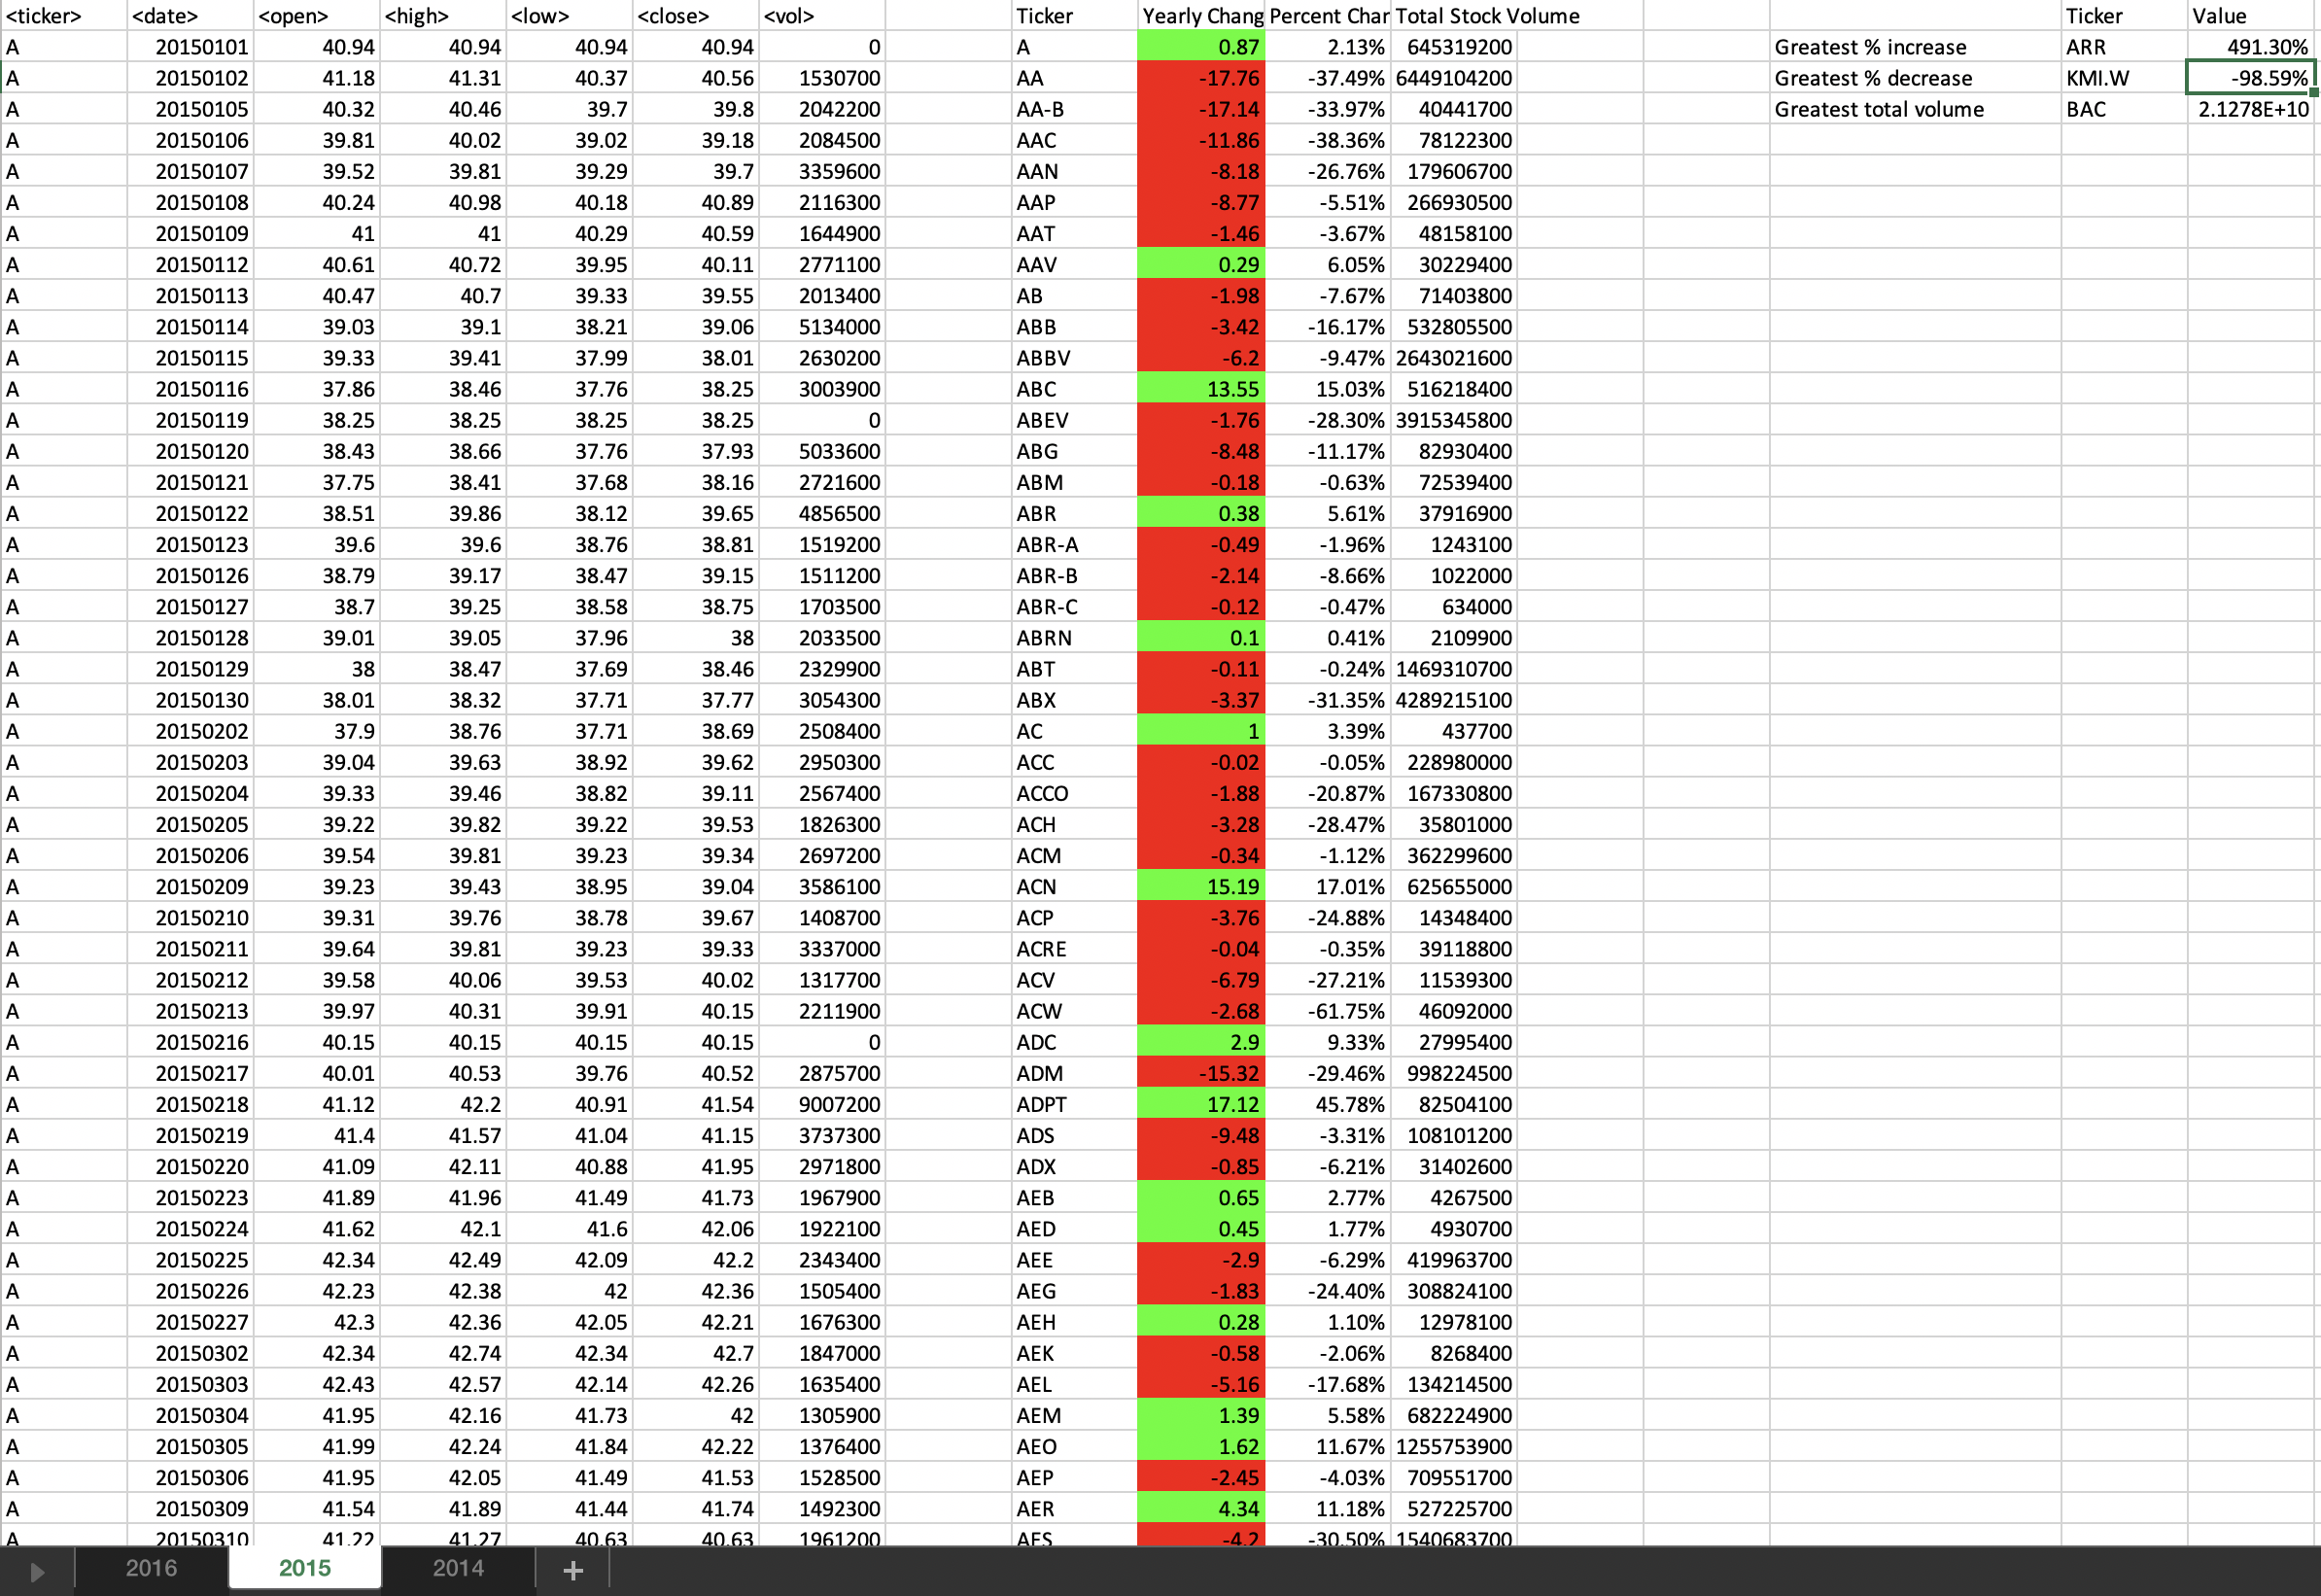 <ticker> <date> <open> <high> <low> <close> <vol> Ticker Yearly Chang Percent Char Total Stock Volume Ticker Value
A 20150101 40.94 40.94 40.94 40.94 0 A 0.87 2.13% 645319200 Greatest % increase ARR 491.30%
A 20150102 41.18 41.31 40.37 40.56 1530700 AA -17.76 -37.49% 6449104200 Greatest % decrease KMI.W -98.59%
A 20150105 40.32 40.46 39.7 39.8 2042200 AA-B -17.14 -33.97% 40441700 Greatest total volume BAC 2.1278E+10
A 20150106 39.81 40.02 39.02 39.18 2084500 AAC -11.86 -38.36% 78122300
A 20150107 39.52 39.81 39.29 39.7 3359600 AAN -8.18 -26.76% 179606700
A 20150108 40.24 40.98 40.18 40.89 2116300 AAP -8.77 -5.51% 266930500
A 20150109 41 41 40.29 40.59 1644900 AAT -1.46 -3.67% 48158100
A 20150112 40.61 40.72 39.95 40.11 2771100 AAV 0.29 6.05% 30229400
A 20150113 40.47 40.7 39.33 39.55 2013400 AB -1.98 -7.67% 71403800
A 20150114 39.03 39.1 38.21 39.06 5134000 ABB -3.42 -16.17% 532805500
A 20150115 39.33 39.41 37.99 38.01 2630200 ABBV -6.2 -9.47% 2643021600
A 20150116 37.86 38.46 37.76 38.25 3003900 ABC 13.55 15.03% 516218400
A 20150119 38.25 38.25 38.25 38.25 0 ABEV -1.76 -28.30% 3915345800
A 20150120 38.43 38.66 37.76 37.93 5033600 ABG -8.48 -11.17% 82930400
A 20150121 37.75 38.41 37.68 38.16 2721600 ABM -0.18 -0.63% 72539400
A 20150122 38.51 39.86 38.12 39.65 4856500 ABR 0.38 5.61% 37916900
A 20150123 39.6 39.6 38.76 38.81 1519200 ABR-A -0.49 -1.96% 1243100
A 20150126 38.79 39.17 38.47 39.15 1511200 ABR-B -2.14 -8.66% 1022000
A 20150127 38.7 39.25 38.58 38.75 1703500 ABR-C -0.12 -0.47% 634000
A 20150128 39.01 39.05 37.96 38 2033500 ABRN 0.1 0.41% 2109900
A 20150129 38 38.47 37.69 38.46 2329900 ABT -0.11 -0.24% 1469310700
A 20150130 38.01 38.32 37.71 37.77 3054300 ABX -3.37 -31.35% 4289215100
A 20150202 37.9 38.76 37.71 38.69 2508400 AC 1 3.39% 437700
A 20150203 39.04 39.63 38.92 39.62 2950300 ACC -0.02 -0.05% 228980000
A 20150204 39.33 39.46 38.82 39.11 2567400 ACCO -1.88 -20.87% 167330800
A 20150205 39.22 39.82 39.22 39.53 1826300 ACH -3.28 -28.47% 35801000
A 20150206 39.54 39.81 39.23 39.34 2697200 ACM -0.34 -1.12% 362299600
A 20150209 39.23 39.43 38.95 39.04 3586100 ACN 15.19 17.01% 625655000
A 20150210 39.31 39.76 38.78 39.67 1408700 ACP -3.76 -24.88% 14348400
A 20150211 39.64 39.81 39.23 39.33 3337000 ACRE -0.04 -0.35% 39118800
A 20150212 39.58 40.06 39.53 40.02 1317700 ACV -6.79 -27.21% 11539300
A 20150213 39.97 40.31 39.91 40.15 2211900 ACW -2.68 -61.75% 46092000
A 20150216 40.15 40.15 40.15 40.15 0 ADC 2.9 9.33% 27995400
A 20150217 40.01 40.53 39.76 40.52 2875700 ADM -15.32 -29.46% 998224500
A 20150218 41.12 42.2 40.91 41.54 9007200 ADPT 17.12 45.78% 82504100
A 20150219 41.4 41.57 41.04 41.15 3737300 ADS -9.48 -3.31% 108101200
A 20150220 41.09 42.11 40.88 41.95 2971800 ADX -0.85 -6.21% 31402600
A 20150223 41.89 41.96 41.49 41.73 1967900 AEB 0.65 2.77% 4267500
A 20150224 41.62 42.1 41.6 42.06 1922100 AED 0.45 1.77% 4930700
A 20150225 42.34 42.49 42.09 42.2 2343400 AEE -2.9 -6.29% 419963700
A 20150226 42.23 42.38 42 42.36 1505400 AEG -1.83 -24.40% 308824100
A 20150227 42.3 42.36 42.05 42.21 1676300 AEH 0.28 1.10% 12978100
A 20150302 42.34 42.74 42.34 42.7 1847000 AEK -0.58 -2.06% 8268400
A 20150303 42.43 42.57 42.14 42.26 1635400 AEL -5.16 -17.68% 134214500
A 20150304 41.95 42.16 41.73 42 1305900 AEM 1.39 5.58% 682224900
A 20150305 41.99 42.24 41.84 42.22 1376400 AEO 1.62 11.67% 1255753900
A 20150306 41.95 42.05 41.49 41.53 1528500 AEP -2.45 -4.03% 709551700
A 20150309 41.54 41.89 41.44 41.74 1492300 AER 4.34 11.18% 527225700
A 20150310 41.22 41.27 40.63 40.63 1961200 AES -4.2 -30.50% 1540683700
2016 2015 2014 +